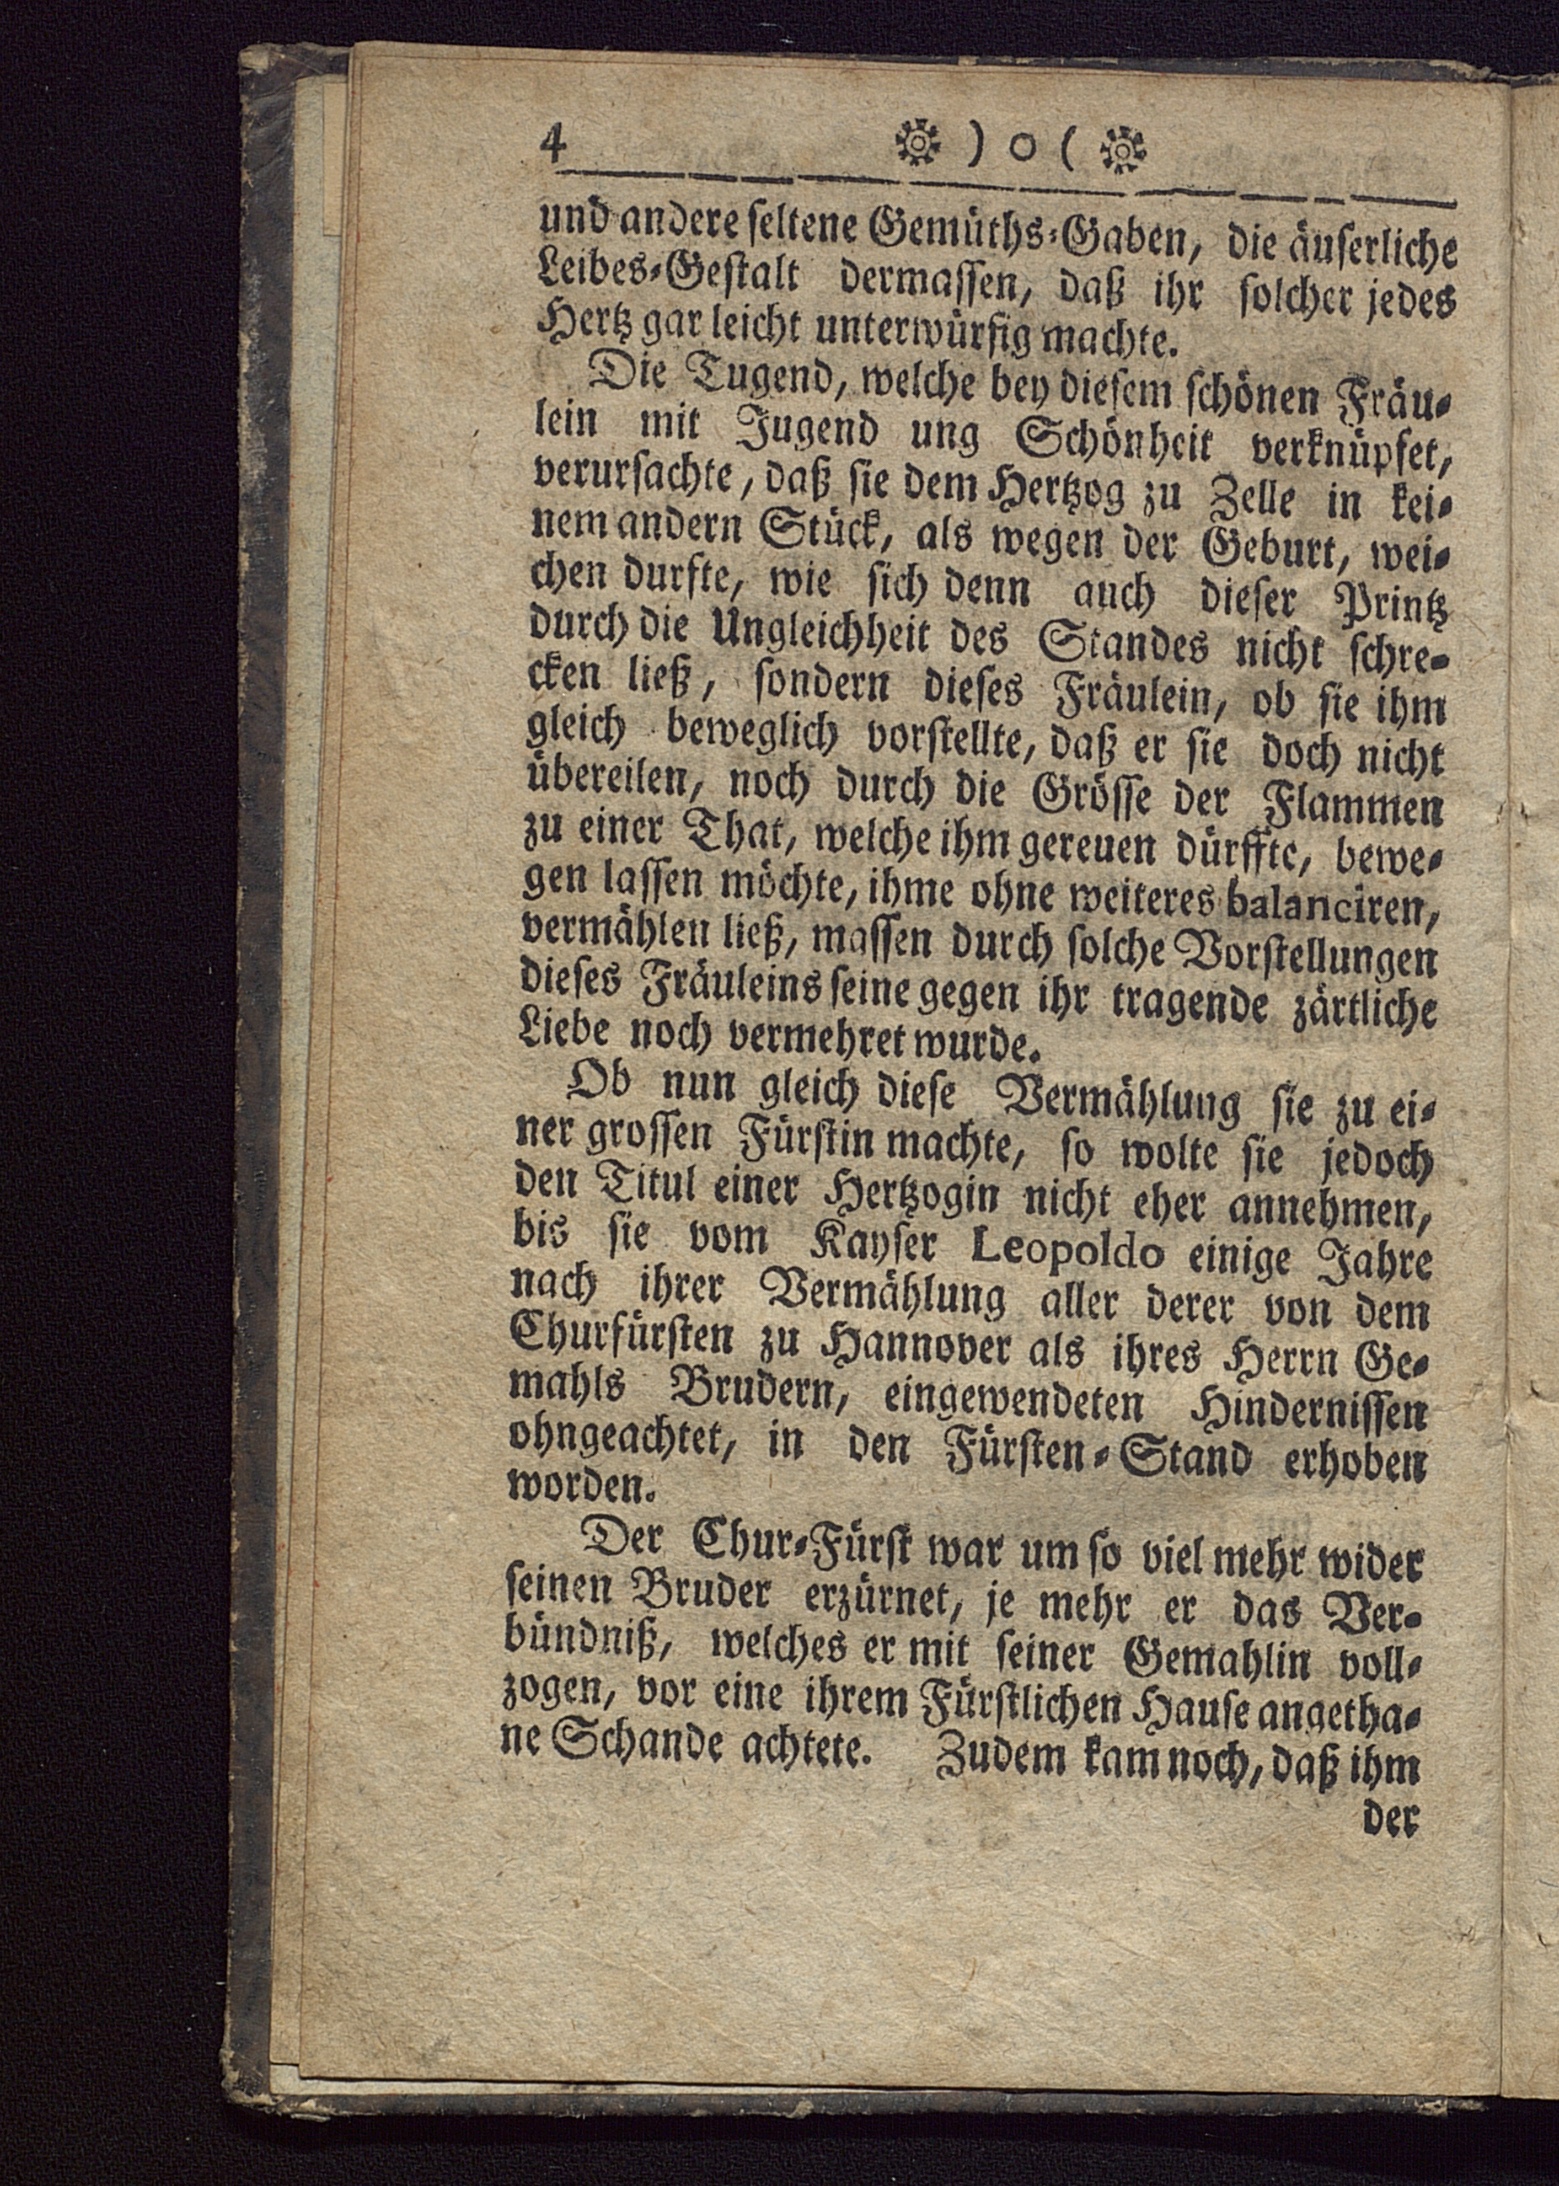 4 ) o (
und andere seltene Gemüths-Gaben, die äuserliche
Leibes-Gestalt dermassen, daß ihr solcher jedes
Hertz gar leicht unterwürfig machte.
Die Tugend, welche bey diesem schönen Fräu-
lein mit Jugend ung Schönheit verknüpfet,
verursachte, daß sie dem Hertzog zu Zelle in kei-
nem andern Stück, als wegen der Geburt, wei-
chen durfte, wie sich denn auch dieser Printz
durch die Ungleichheit des Standes nicht schre-
cken ließ, sondern dieses Fräulein, ob sie ihm
gleich beweglich vorstellte, daß er sie doch nicht
übereilen, noch durch die Grösse der Flammen
zu einer That, welche ihm gereuen dürffte, bewe-
gen lassen möchte, ihme ohne weiteres balanciren,
vermählen ließ, massen durch solche Vorstellungen
dieses Fräuleins seine gegen ihr tragende zärtliche
Liebe noch vermehret wurde.
Ob nun gleich diese Vermählung sie zu ei-
ner grossen Fürstin machte, so wolte sie jedoch
den Titul einer Hertzogin nicht eher annehmen,
bis sie vom Kayser Leopoldo einige Jahre
nach ihrer Vermählung aller derer von dem
Churfürsten zu Hannover als ihres Herrn Ge-
mahls Brudern, eingewendeten Hindernissen
ohngeachtet, in den Fürsten-Stand erhoben
worden.
Der Chur-Fürst war um so viel mehr wider
seinen Bruder erzürnet, je mehr er das Ver-
bündniß, welches er mit seiner Gemahlin voll-
zogen, vor eine ihrem Fürstlichen Hause angetha-
ne Schande achtete. Zudem kam noch, daß ihm
der